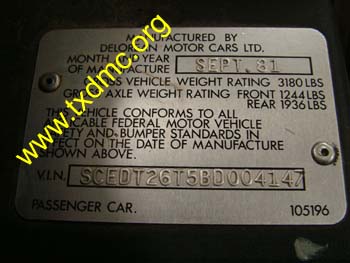 MANUFACTURED BY
DELOREAN MOTOR CARS LTD.
MONTH AND YEAR
OF MANUFACTURE SEPT. 81
GROSS VEHICLE WEIGHT RATING 3180 LBS
GROSS AXLE WEIGHT RATING FRONT 1244 LBS
REAR 1936 LBS
THIS VEHICLE CONFORMS TO ALL
APPLICABLE FEDERAL MOTOR VEHICLE
SAFETY AND BUMPER STANDARDS IN
EFFECT ON THE DATE OF MANUFACTURE
SHOWN ABOVE.
V.I.N. SCEDT26T5BD004147
PASSENGER CAR. 105196
www.txdmc.org